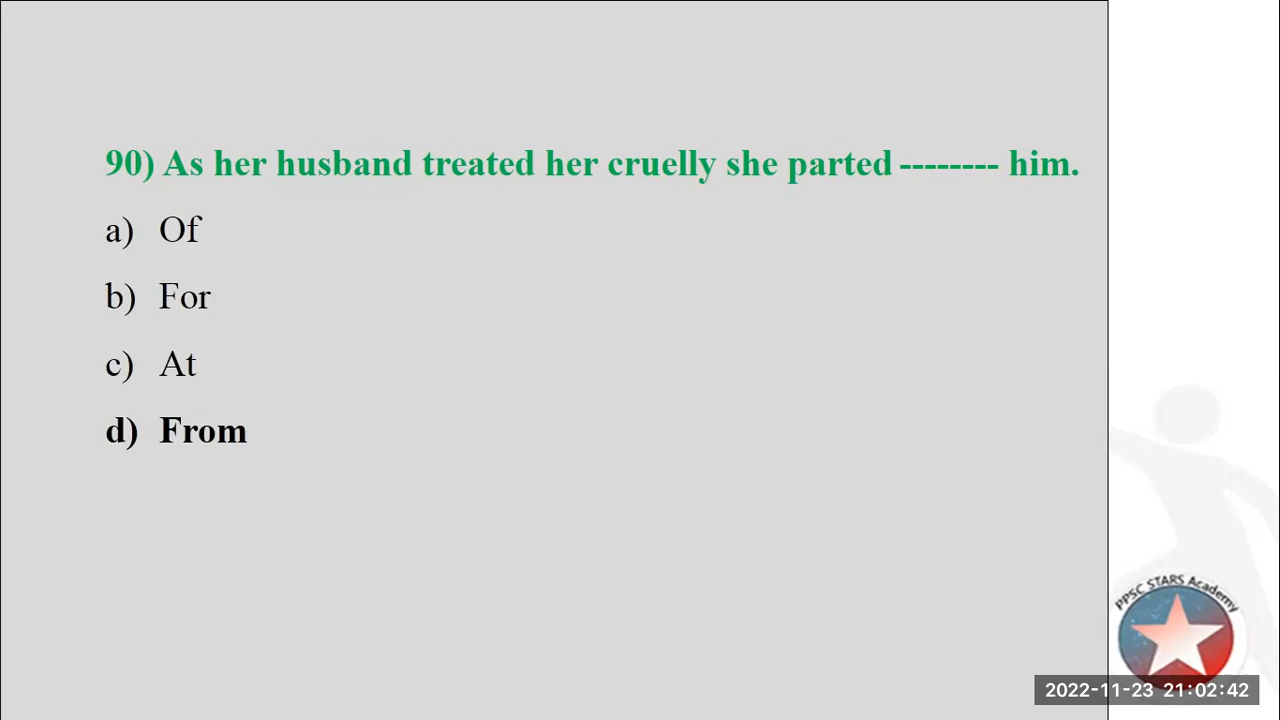 90) As her husband treated her cruelly she parted -------- him.
a) Of
b) For
c) At
d) From
PPSC STARS Academy
2022-11-23 21:02:42